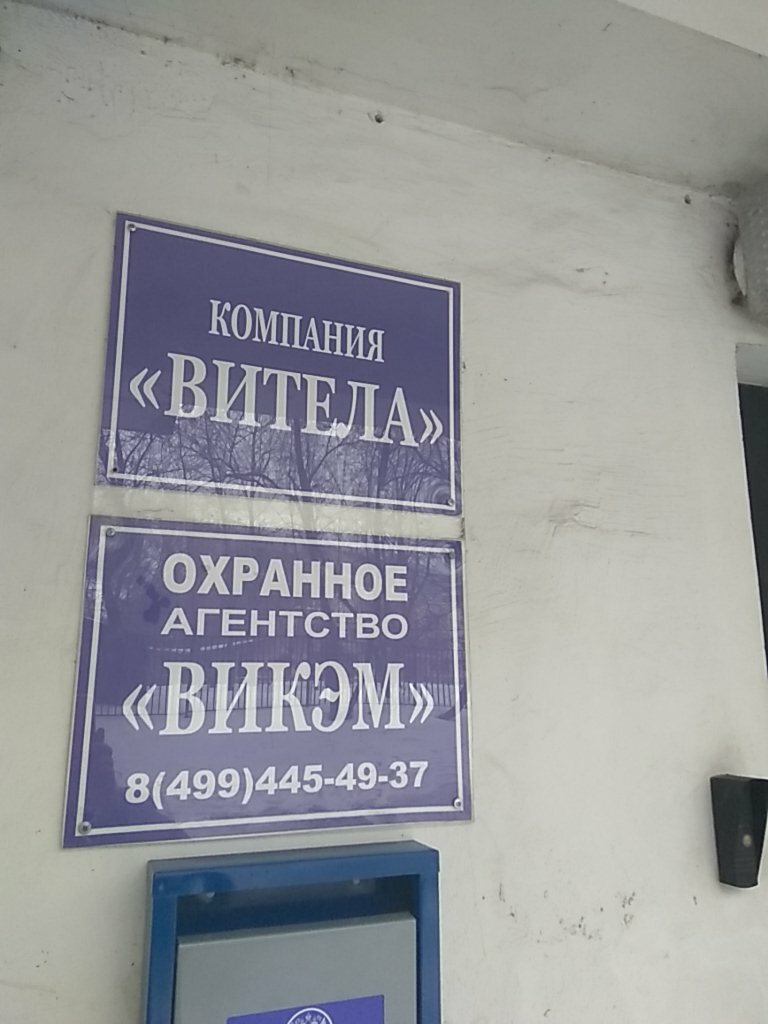 КОМПАНИЯ
«ВИТЕЛА»
ОХРАННОЕ
АГЕНТСТВО
«ВИКЭМ»
8(499)445-49-37